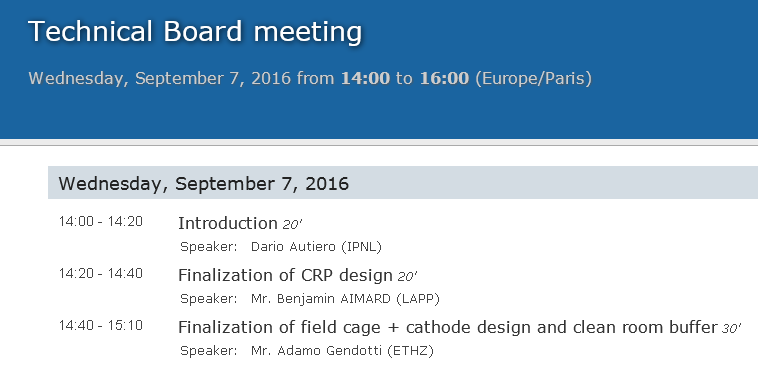 Technical Board meeting
Wednesday, September 7, 2016 from 14:00 to 16:00 (Europe/Paris)
Wednesday, September 7, 2016
14:00 - 14:20 Introduction 20'
Speaker: Dario Autiero (IPNL)
14:20 - 14:40 Finalization of CRP design 20'
Speaker: Mr. Benjamin AIMARD (LAPP)
14:40 - 15:10 Finalization of field cage + cathode design and clean room buffer 30'
Speaker: Mr. Adamo Gendotti (ETHZ)